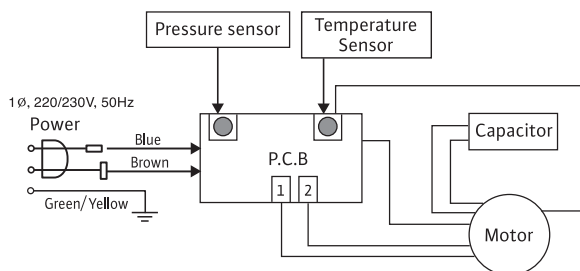 Pressure sensor
Temperature
Sensor
1Ø, 220/230V, 50Hz
Power
Blue
Brown
Green/Yellow
P.C.B
1 2
Capacitor
Motor